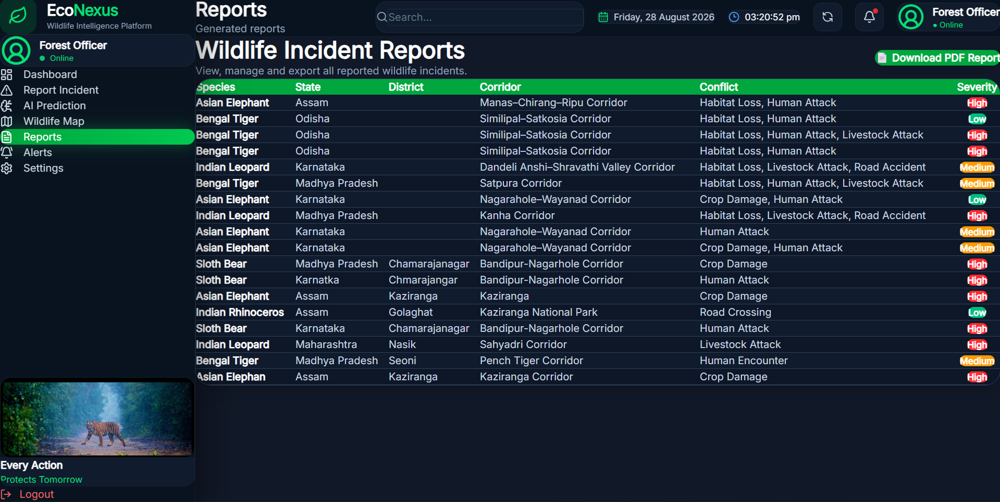 EcoNexus
Wildlife Intelligence Platform
Forest Officer
Online
Dashboard
Report Incident
AI Prediction
Wildlife Map
Reports
Alerts
Settings
Every Action
Protects Tomorrow
Logout
Reports
Generated reports
Search...
Friday, 28 August 2026
03:20:52 pm
Forest Officer
Online
Wildlife Incident Reports
View, manage and export all reported wildlife incidents.
Download PDF Report
Species State District Corridor Conflict Severity
Asian Elephant Assam Manas–Chirang–Ripu Corridor Habitat Loss, Human Attack High
Bengal Tiger Odisha Similipal–Satkosia Corridor Habitat Loss, Human Attack Low
Bengal Tiger Odisha Similipal–Satkosia Corridor Habitat Loss, Human Attack, Livestock Attack High
Bengal Tiger Odisha Similipal–Satkosia Corridor Habitat Loss, Human Attack High
Indian Leopard Karnataka Dandeli Anshi–Shravathi Valley Corridor Habitat Loss, Livestock Attack, Road Accident Medium
Bengal Tiger Madhya Pradesh Satpura Corridor Habitat Loss, Human Attack, Livestock Attack Medium
Asian Elephant Karnataka Nagarahole–Wayanad Corridor Crop Damage, Human Attack Low
Indian Leopard Madhya Pradesh Kanha Corridor Habitat Loss, Livestock Attack, Road Accident High
Asian Elephant Karnataka Nagarahole–Wayanad Corridor Human Attack Medium
Asian Elephant Karnataka Nagarahole–Wayanad Corridor Crop Damage, Human Attack Medium
Sloth Bear Madhya Pradesh Chamarajanagar Bandipur-Nagarhole Corridor Crop Damage High
Sloth Bear Karnatka Chmarajangar Bandipur-Nagarhole Corridor Human Attack High
Asian Elephant Assam Kaziranga Kaziranga Crop Damage High
Indian Rhinoceros Assam Golaghat Kaziranga National Park Road Crossing Low
Sloth Bear Karnataka Chamarajanagar Bandipur-Nagarhole Corridor Human Attack High
Indian Leopard Maharashtra Nasik Sahyadri Corridor Livestock Attack High
Bengal Tiger Madhya Pradesh Seoni Pench Tiger Corridor Human Encounter Medium
Asian Elephan Assam Kaziranga Kaziranga Corridor Crop Damage High